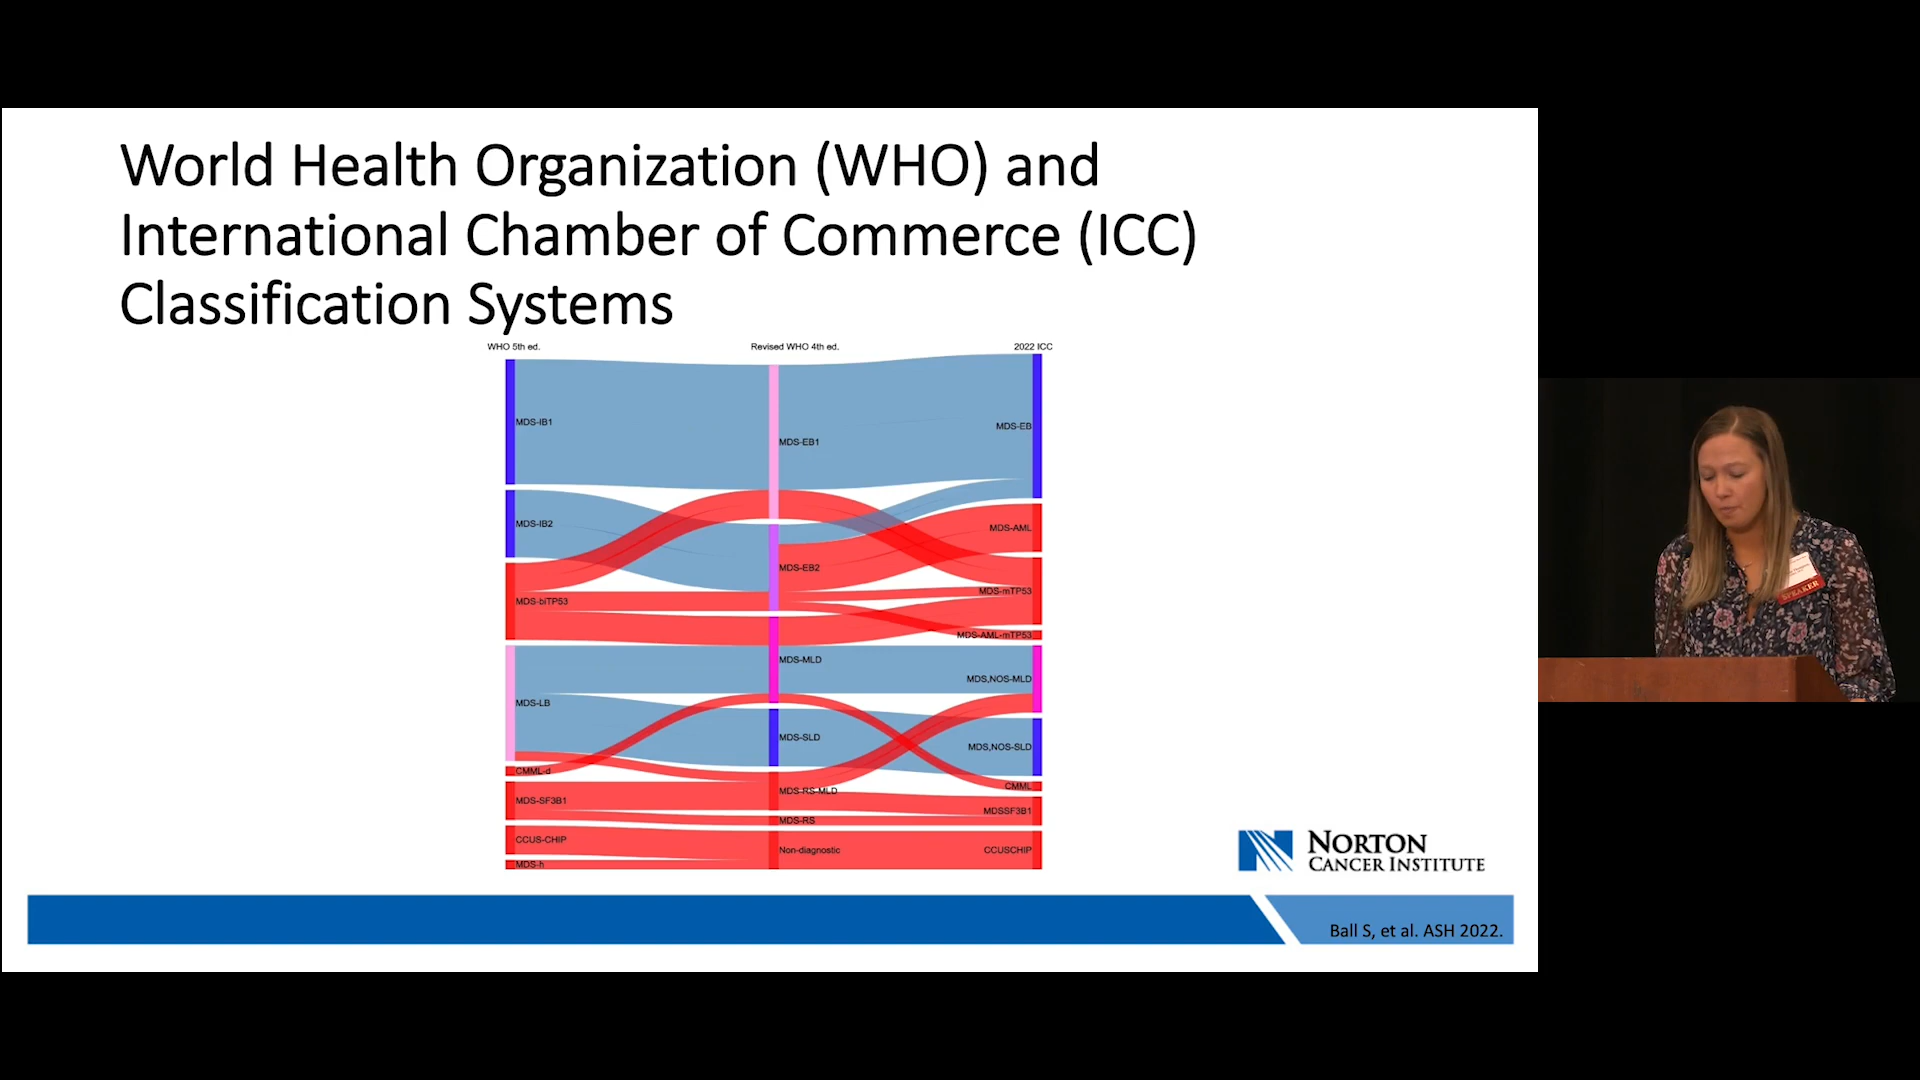 World Health Organization (WHO) and
International Chamber of Commerce (ICC)
Classification Systems
WHO 5th ed.
Revised WHO 4th ed.
2022 ICC
MDS-IB1
MDS-EB1
MDS-EB
MDS-IB2
MDS-AML
MDS-EB2
MDS-biTP53
MDS-mTP53
MDS-AML-mTP53
MDS-MLD
MDS,NOS-MLD
MDS-LB
MDS-SLD
MDS,NOS-SLD
CMML-d
CMML
MDS-RS-MLD
MDS-SF3B1
MDSSF3B1
MDS-RS
CCUS-CHIP
Non-diagnostic
CCUSCHIP
MDS-h
NORTON
CANCER INSTITUTE
Ball S, et al. ASH 2022.
SPEAKER